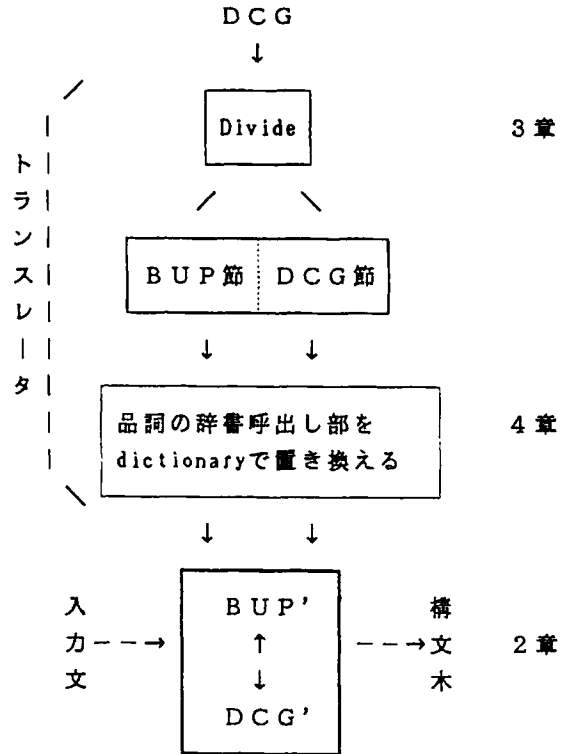 DCG
↓
Divide 3章
トランスレータ
BUP節 DCG節
↓ ↓
品詞の辞書呼出し部を 4章
dictionaryで置き換える
↓ ↓
入力文 BUP' 構文木 2章
↑
↓
DCG'